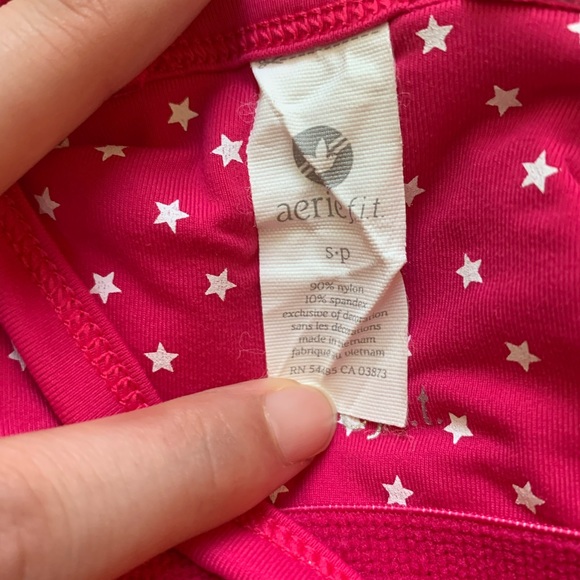 aerie f.i.t.
s·p
90% nylon
10% spandex
exclusive of decoration
sans les décorations
made in vietnam
fabriqué au vietnam
RN 54485 CA 03873